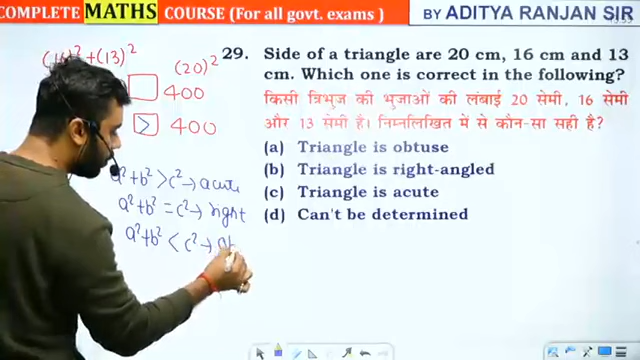 COMPLETE MATHS COURSE (For all govt. exams)
BY ADITYA RANJAN SIR
29. Side of a triangle are 20 cm, 16 cm and 13
cm. Which one is correct in the following?
किसी त्रिभुज की भुजाओं की लंबाई 20 सेमी, 16 सेमी
और 13 सेमी है। निम्नलिखित में से कौन-सा सही है?
(a) Triangle is obtuse
(b) Triangle is right-angled
(c) Triangle is acute
(d) Can't be determined
(16)² + (13)²
(20)²
400
> 400
a² + b² > c² → acute
a² + b² = c² → right
a² + b² < c² →